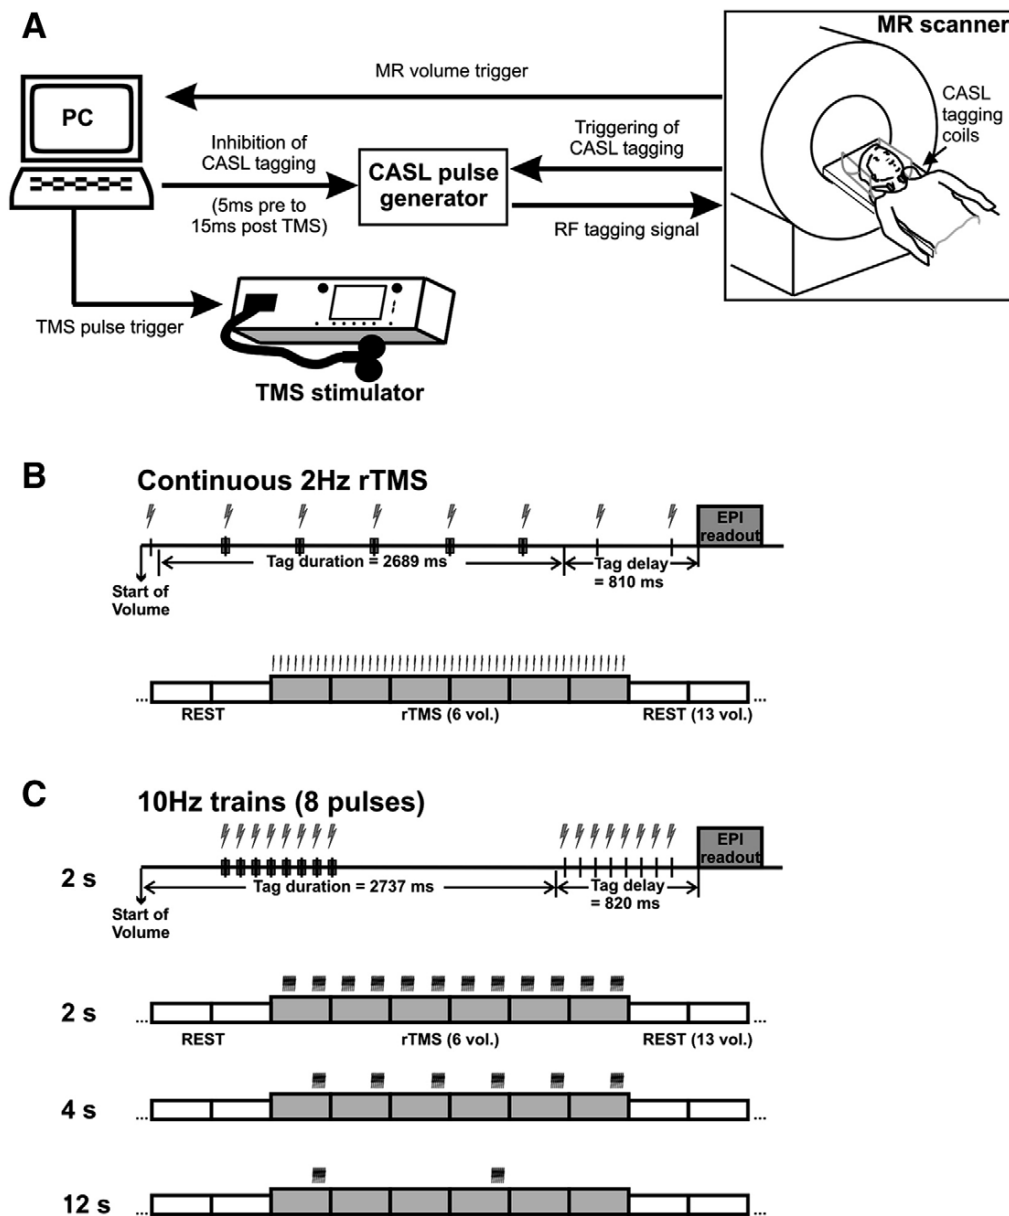 A
MR scanner
MR volume trigger
PC
CASL
tagging
coils
Inhibition of
CASL tagging
Triggering of
CASL tagging
CASL pulse
generator
(5ms pre to
15ms post TMS)
RF tagging signal
TMS pulse trigger
TMS stimulator
B
Continuous 2Hz rTMS
EPI
readout
Tag duration = 2689 ms
Tag delay
= 810 ms
Start of
Volume
...
...
REST
rTMS (6 vol.)
REST (13 vol.)
C
10Hz trains (8 pulses)
EPI
readout
2 s
Tag duration = 2737 ms
Tag delay
= 820 ms
Start of
Volume
2 s
...
...
REST
rTMS (6 vol.)
REST (13 vol.)
4 s
...
...
12 s
...
...